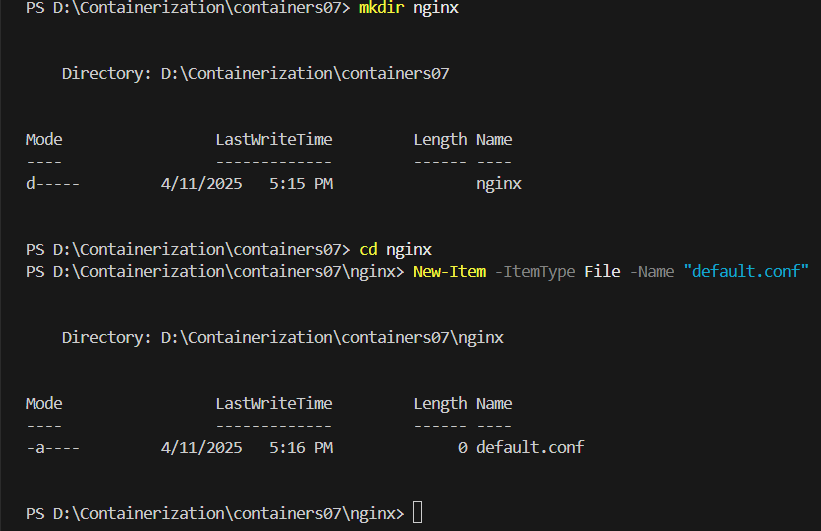 PS D:\Containerization\containers07> mkdir nginx
Directory: D:\Containerization\containers07
Mode LastWriteTime Length Name
---- ------------- ------ ----
d----- 4/11/2025 5:15 PM nginx
PS D:\Containerization\containers07> cd nginx
PS D:\Containerization\containers07\nginx> New-Item -ItemType File -Name "default.conf"
Directory: D:\Containerization\containers07\nginx
Mode LastWriteTime Length Name
---- ------------- ------ ----
-a---- 4/11/2025 5:16 PM 0 default.conf
PS D:\Containerization\containers07\nginx>